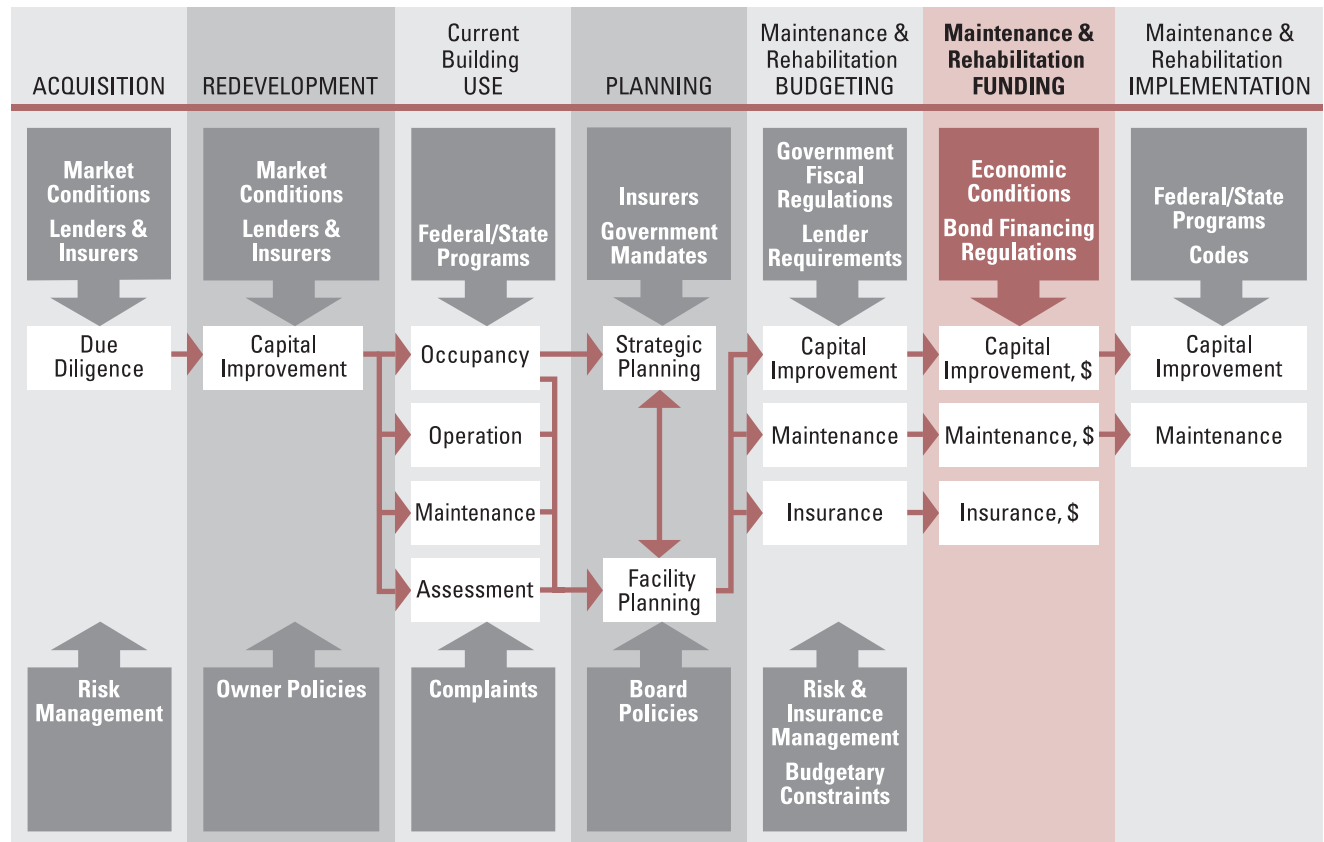 ACQUISITION
REDEVELOPMENT
Current
Building
USE
PLANNING
Maintenance &
Rehabilitation
BUDGETING
Maintenance &
Rehabilitation
FUNDING
Maintenance &
Rehabilitation
IMPLEMENTATION
Market
Conditions
Lenders &
Insurers
Market
Conditions
Lenders &
Insurers
Federal/State
Programs
Insurers
Government
Mandates
Government
Fiscal
Regulations
Lender
Requirements
Economic
Conditions
Bond Financing
Regulations
Federal/State
Programs
Codes
Due
Diligence
Capital
Improvement
Occupancy
Strategic
Planning
Capital
Improvement
Capital
Improvement, $
Capital
Improvement
Operation
Maintenance
Maintenance, $
Maintenance
Maintenance
Insurance
Insurance, $
Assessment
Facility
Planning
Risk
Management
Owner Policies
Complaints
Board
Policies
Risk &
Insurance
Management
Budgetary
Constraints